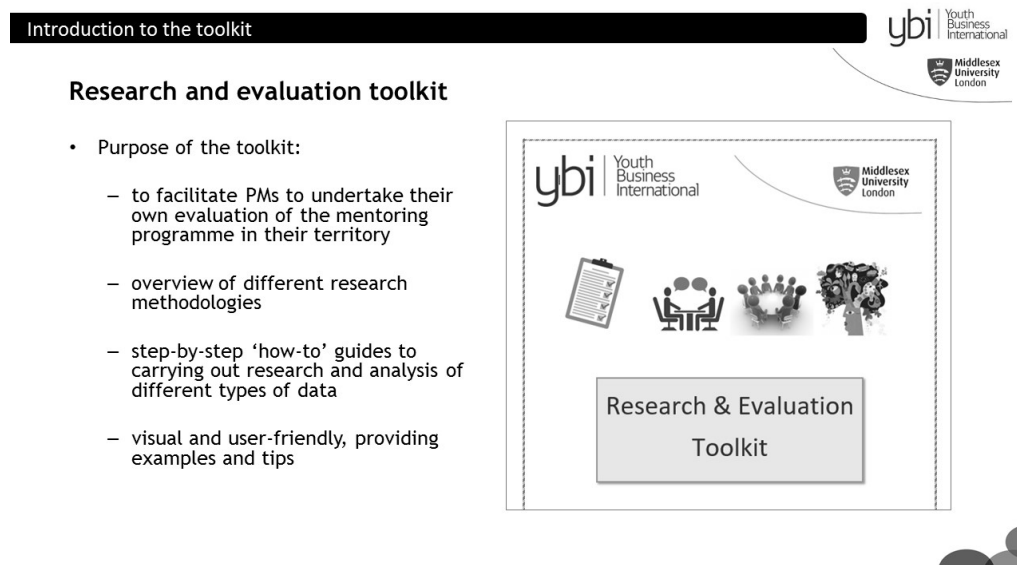 Introduction to the toolkit
ybi Youth
Business
International
Middlesex
University
London
Research and evaluation toolkit
• Purpose of the toolkit:
– to facilitate PMs to undertake their
own evaluation of the mentoring
programme in their territory
– overview of different research
methodologies
– step-by-step ‘how-to’ guides to
carrying out research and analysis of
different types of data
– visual and user-friendly, providing
examples and tips
ybi Youth
Business
International
Middlesex
University
London
Research & Evaluation
Toolkit